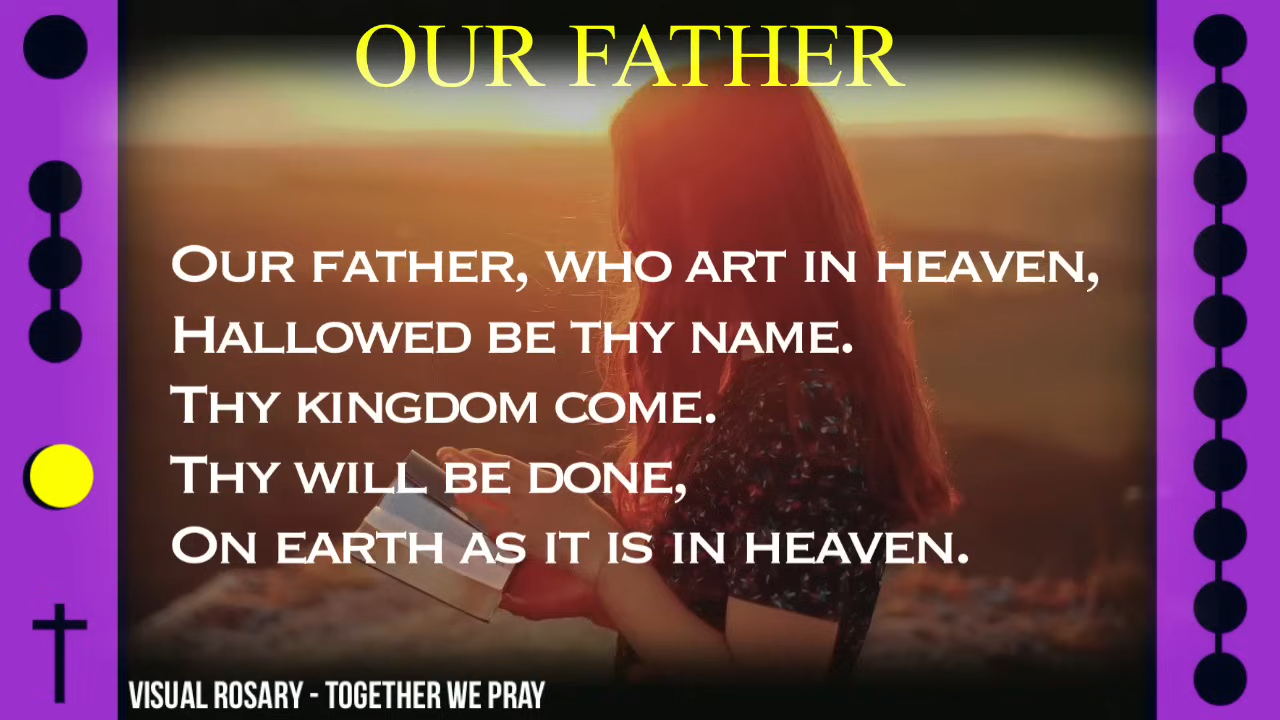 OUR FATHER
OUR FATHER, WHO ART IN HEAVEN,
HALLOWED BE THY NAME.
THY KINGDOM COME.
THY WILL BE DONE,
ON EARTH AS IT IS IN HEAVEN.
VISUAL ROSARY - TOGETHER WE PRAY